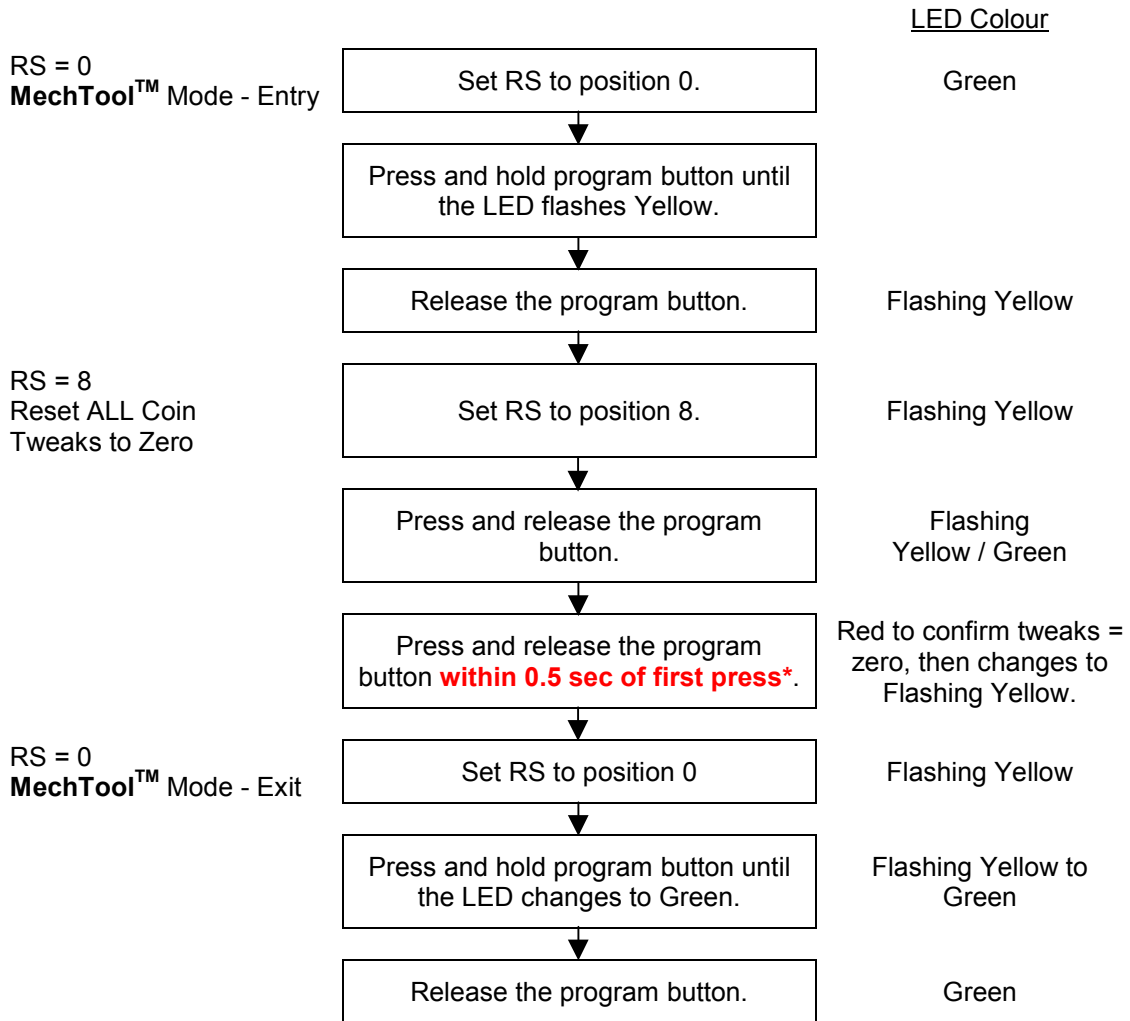 LED Colour
RS = 0
MechTool™ Mode - Entry
Set RS to position 0.
Green
Press and hold program button until
the LED flashes Yellow.
Release the program button.
Flashing Yellow
RS = 8
Reset ALL Coin
Tweaks to Zero
Set RS to position 8.
Flashing Yellow
Press and release the program
button.
Flashing
Yellow / Green
Press and release the program
button within 0.5 sec of first press*.
Red to confirm tweaks =
zero, then changes to
Flashing Yellow.
RS = 0
MechTool™ Mode - Exit
Set RS to position 0
Flashing Yellow
Press and hold program button until
the LED changes to Green.
Flashing Yellow to
Green
Release the program button.
Green